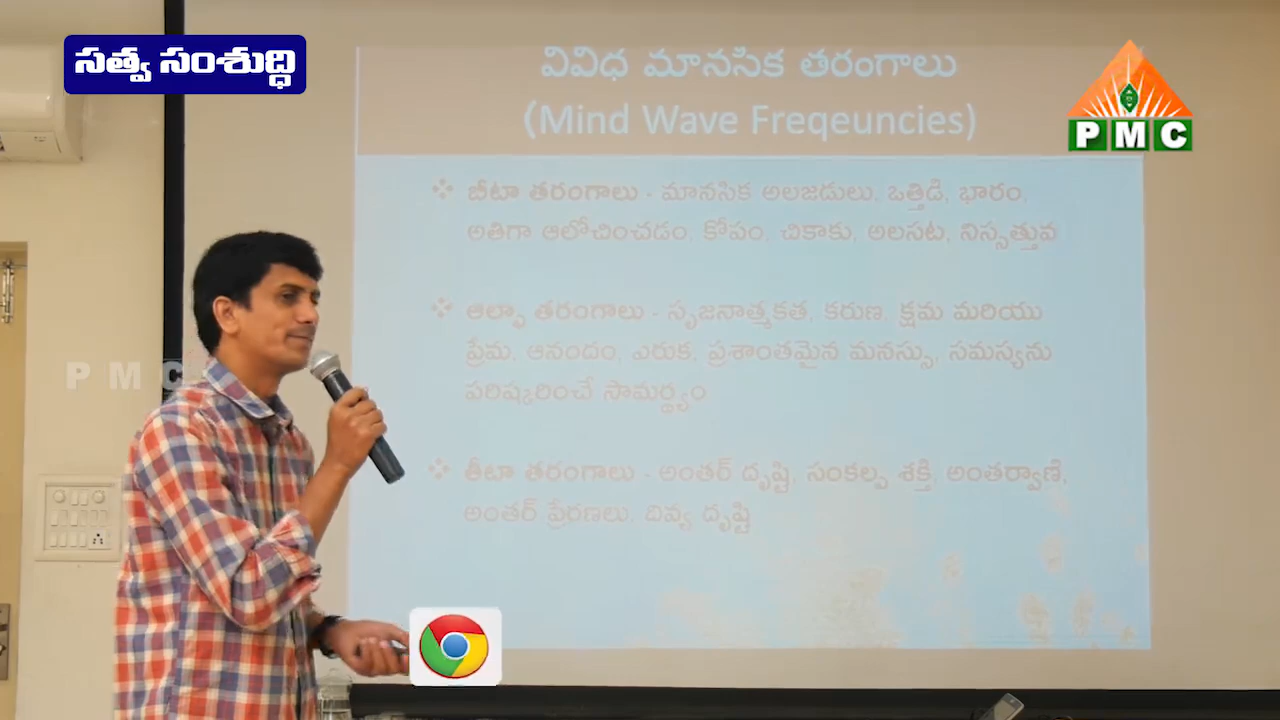 సత్వ సంశుద్ధి
PMC
వివిధ మానసిక తరంగాలు
(Mind Wave Freqeuncies)
❖ బీటా తరంగాలు - మానసిక అలజడులు, ఒత్తిడి, భారం,
అతిగా ఆలోచించడం, కోపం, చికాకు, అలసట, నిస్సత్తువ
❖ ఆల్ఫా తరంగాలు - సృజనాత్మకత, కరుణ, క్షమ మరియు
ప్రేమ, ఆనందం, ఎరుక, ప్రశాంతమైన మనస్సు, సమస్యను
పరిష్కరించే సామర్థ్యం
PMC
❖ తీటా తరంగాలు - అంతర్ దృష్టి, సంకల్ప శక్తి, అంతర్వాణి,
అంతర్ ప్రేరణలు, దివ్య దృష్టి